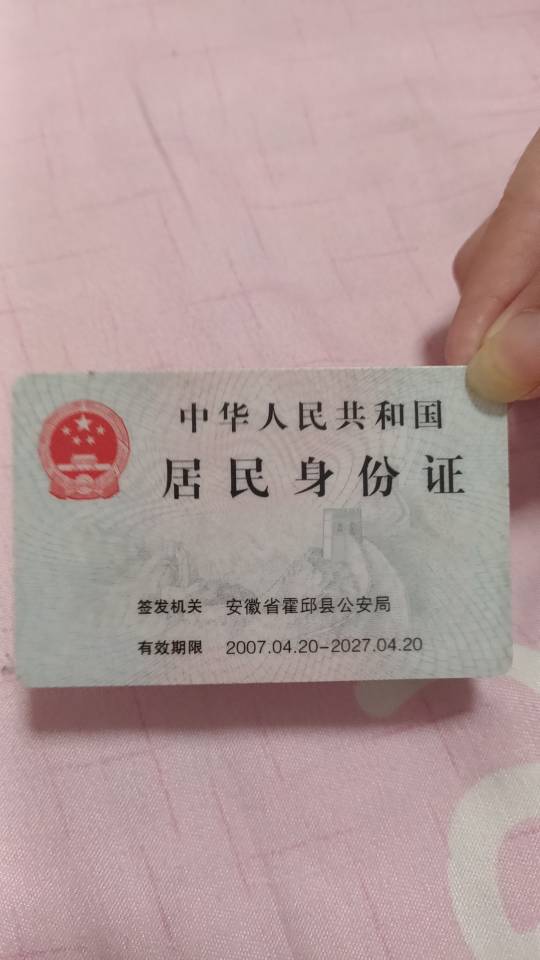 中华人民共和国
居民身份证
签发机关 安徽省霍邱县公安局
有效期限 2007.04.20-2027.04.20